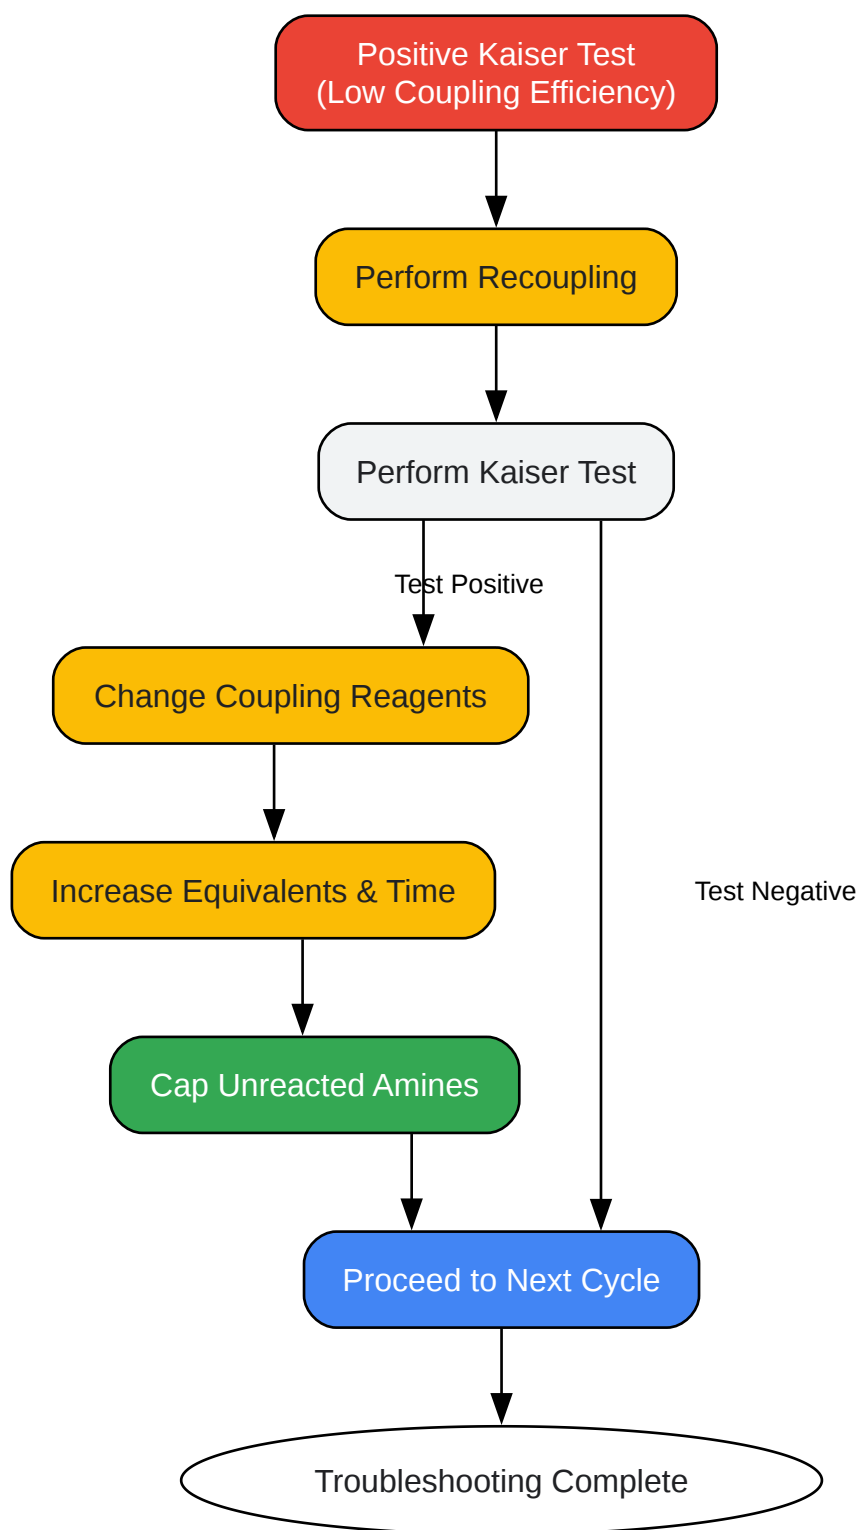 Positive Kaiser Test
(Low Coupling Efficiency)
Perform Recoupling
Perform Kaiser Test
Test Positive
Change Coupling Reagents
Increase Equivalents & Time
Test Negative
Cap Unreacted Amines
Proceed to Next Cycle
Troubleshooting Complete